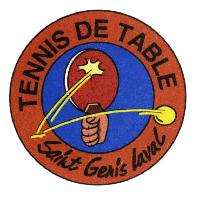 TENNIS DE TABLE
Saint Genis Laval